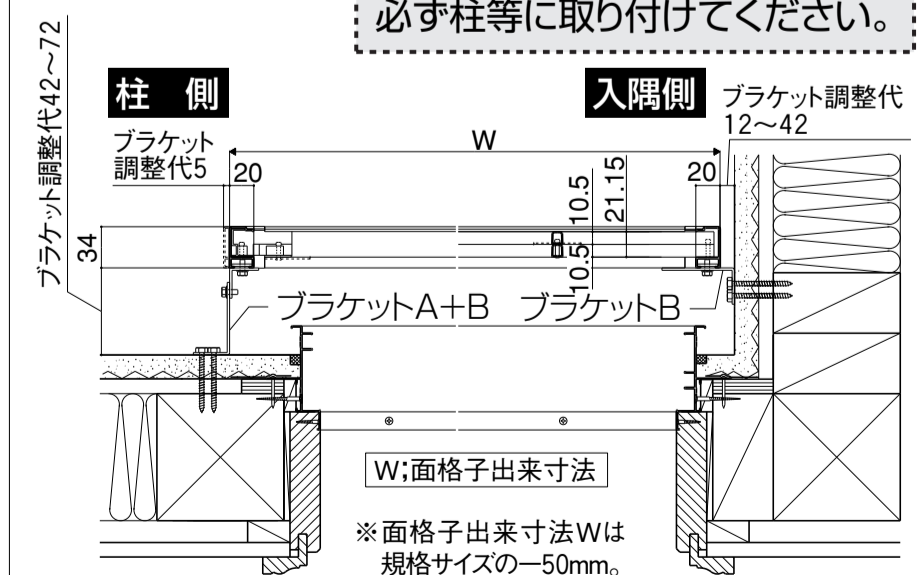 必ず柱等に取り付けてください。
柱 側
入隅側
ブラケット調整代
12～42
ブラケット調整代42～72
ブラケット
調整代5
W
20
20
34
10.5
21.15
10.5
ブラケットA+B
ブラケットB
W;面格子出来寸法
※面格子出来寸法Wは
規格サイズの－50mm。